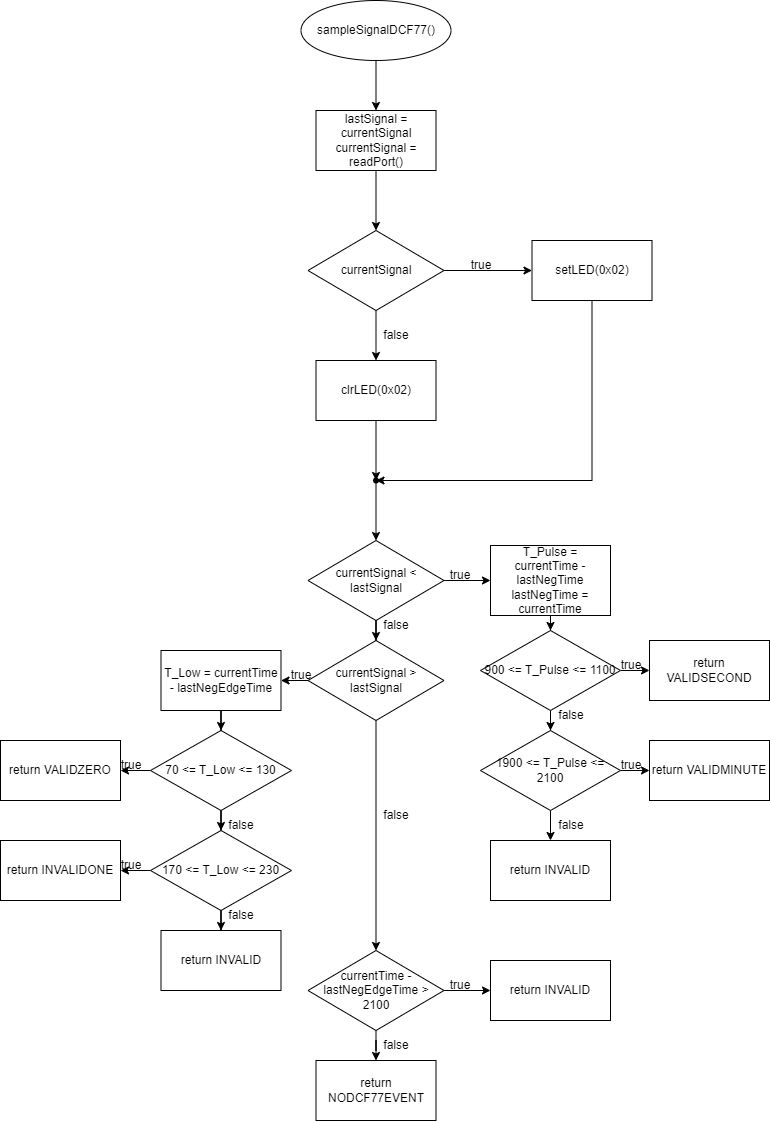 sampleSignalDCF77()
lastSignal =
currentSignal
currentSignal =
readPort()
currentSignal
true
setLED(0x02)
false
clrLED(0x02)
currentSignal <
lastSignal
true
T_Pulse =
currentTime -
lastNegTime
lastNegTime =
currentTime
false
currentSignal >
lastSignal
true
T_Low = currentTime
- lastNegEdgeTime
900 <= T_Pulse <= 1100
true
return
VALIDSECOND
false
1900 <= T_Pulse <=
2100
true
return VALIDMINUTE
false
return INVALID
70 <= T_Low <= 130
true
return VALIDZERO
false
170 <= T_Low <= 230
true
return INVALIDONE
false
return INVALID
false
currentTime -
lastNegEdgeTime >
2100
true
return INVALID
false
return
NODCF77EVENT